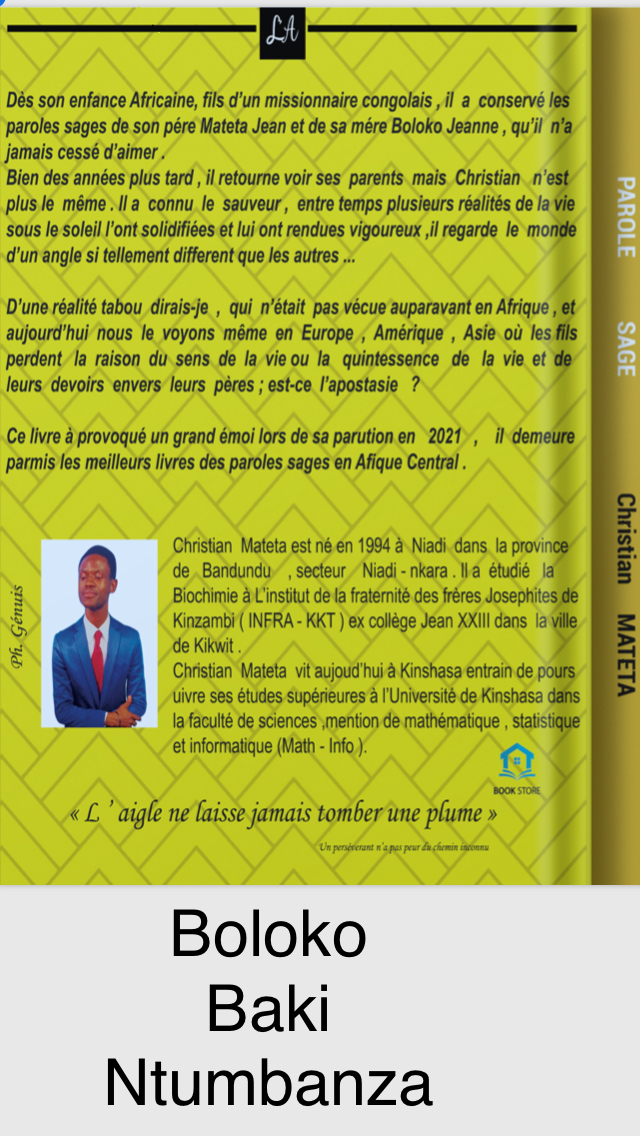 LA
Dès son enfance Africaine, fils d'un missionnaire congolais , il a conservé les
paroles sages de son pére Mateta Jean et de sa mére Boloko Jeanne , qu'il n'a
jamais cessé d'aimer .
Bien des années plus tard , il retourne voir ses parents mais Christian n'est
plus le même . Il a connu le sauveur , entre temps plusieurs réalités de la vie
sous le soleil l'ont solidifiées et lui ont rendues vigoureux ,il regarde le monde
d'un angle si tellement different que les autres ...
D'une réalité tabou dirais-je , qui n'était pas vécue auparavant en Afrique , et
aujourd'hui nous le voyons même en Europe , Amérique , Asie où les fils
perdent la raison du sens de la vie ou la quintessence de la vie et de
leurs devoirs envers leurs pères ; est-ce l'apostasie ?
Ce livre à provoqué un grand émoi lors de sa parution en 2021 , il demeure
parmis les meilleurs livres des paroles sages en Afique Central .
Ph. Génuis
Christian Mateta est né en 1994 à Niadi dans la province
de Bandundu , secteur Niadi - nkara . Il a étudié la
Biochimie à L'institut de la fraternité des fréres Josephites de
Kinzambi ( INFRA - KKT ) ex collège Jean XXIII dans la ville
de Kikwit .
Christian Mateta vit aujoud'hui à Kinshasa entrain de pours
uivre ses études supérieures à l'Université de Kinshasa dans
la faculté de sciences ,mention de mathématique , statistique
et informatique (Math - Info ).
BOOK STORE
« L ' aigle ne laisse jamais tomber une plume »
Un persévérant n'a pas peur du chemin inconnu
PAROLE SAGE Christian MATETA
Boloko
Baki
Ntumbanza